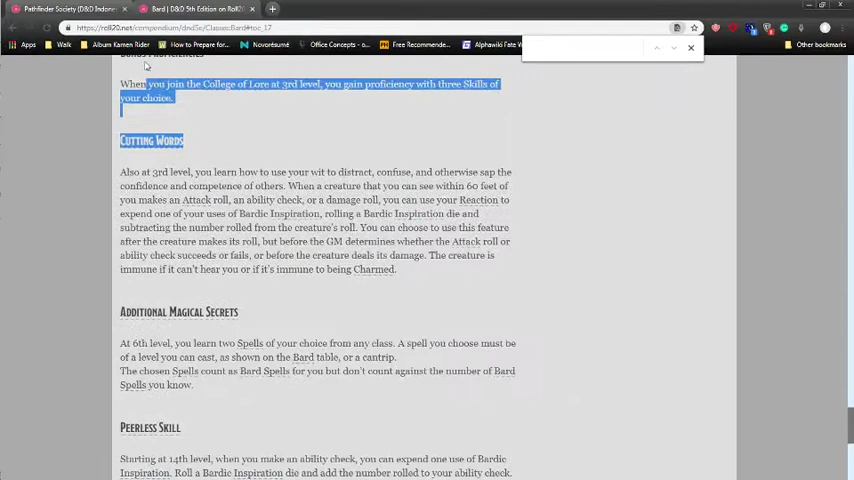 Pathfinder Society (D&D Indone
Bard | D&D 5th Edition on Roll20
https://roll20.net/compendium/dnd5e/Classes:Bard#toc_17
Apps
Walk
Album Kamen Rider
How to Prepare for...
Novorésumé
Office Concepts - o...
Free Recommende...
Alphawiki Fate W
Other bookmarks
Bonus Proficiencies
When you join the College of Lore at 3rd level, you gain proficiency with three Skills of
your choice.
Cutting Words
Also at 3rd level, you learn how to use your wit to distract, confuse, and otherwise sap the
confidence and competence of others. When a creature that you can see within 60 feet of
you makes an Attack roll, an ability check, or a damage roll, you can use your Reaction to
expend one of your uses of Bardic Inspiration, rolling a Bardic Inspiration die and
subtracting the number rolled from the creature's roll. You can choose to use this feature
after the creature makes its roll, but before the GM determines whether the Attack roll or
ability check succeeds or fails, or before the creature deals its damage. The creature is
immune if it can't hear you or if it's immune to being Charmed.
Additional Magical Secrets
At 6th level, you learn two Spells of your choice from any class. A spell you choose must be
of a level you can cast, as shown on the Bard table, or a cantrip.
The chosen Spells count as Bard Spells for you but don't count against the number of Bard
Spells you know.
Peerless Skill
Starting at 14th level, when you make an ability check, you can expend one use of Bardic
Inspiration. Roll a Bardic Inspiration die and add the number rolled to your ability check.